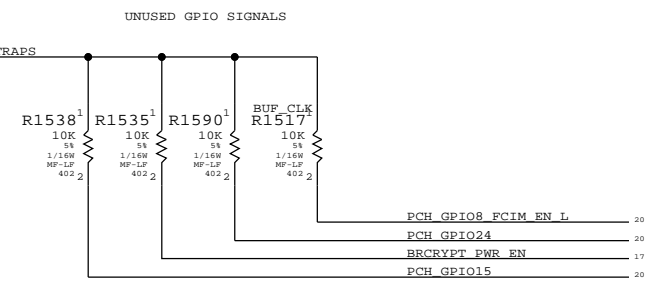 UNUSED GPIO SIGNALS
TRAPS
R1538 1
10K
5%
1/16W
MF-LF
402 2
R1535 1
10K
5%
1/16W
MF-LF
402 2
R1590 1
10K
5%
1/16W
MF-LF
402 2
BUF_CLK
R1517 1
10K
5%
1/16W
MF-LF
402 2
PCH_GPIO8_FCIM_EN_L 20
PCH_GPIO24 20
BRCRYPT_PWR_EN 17
PCH_GPIO15 20